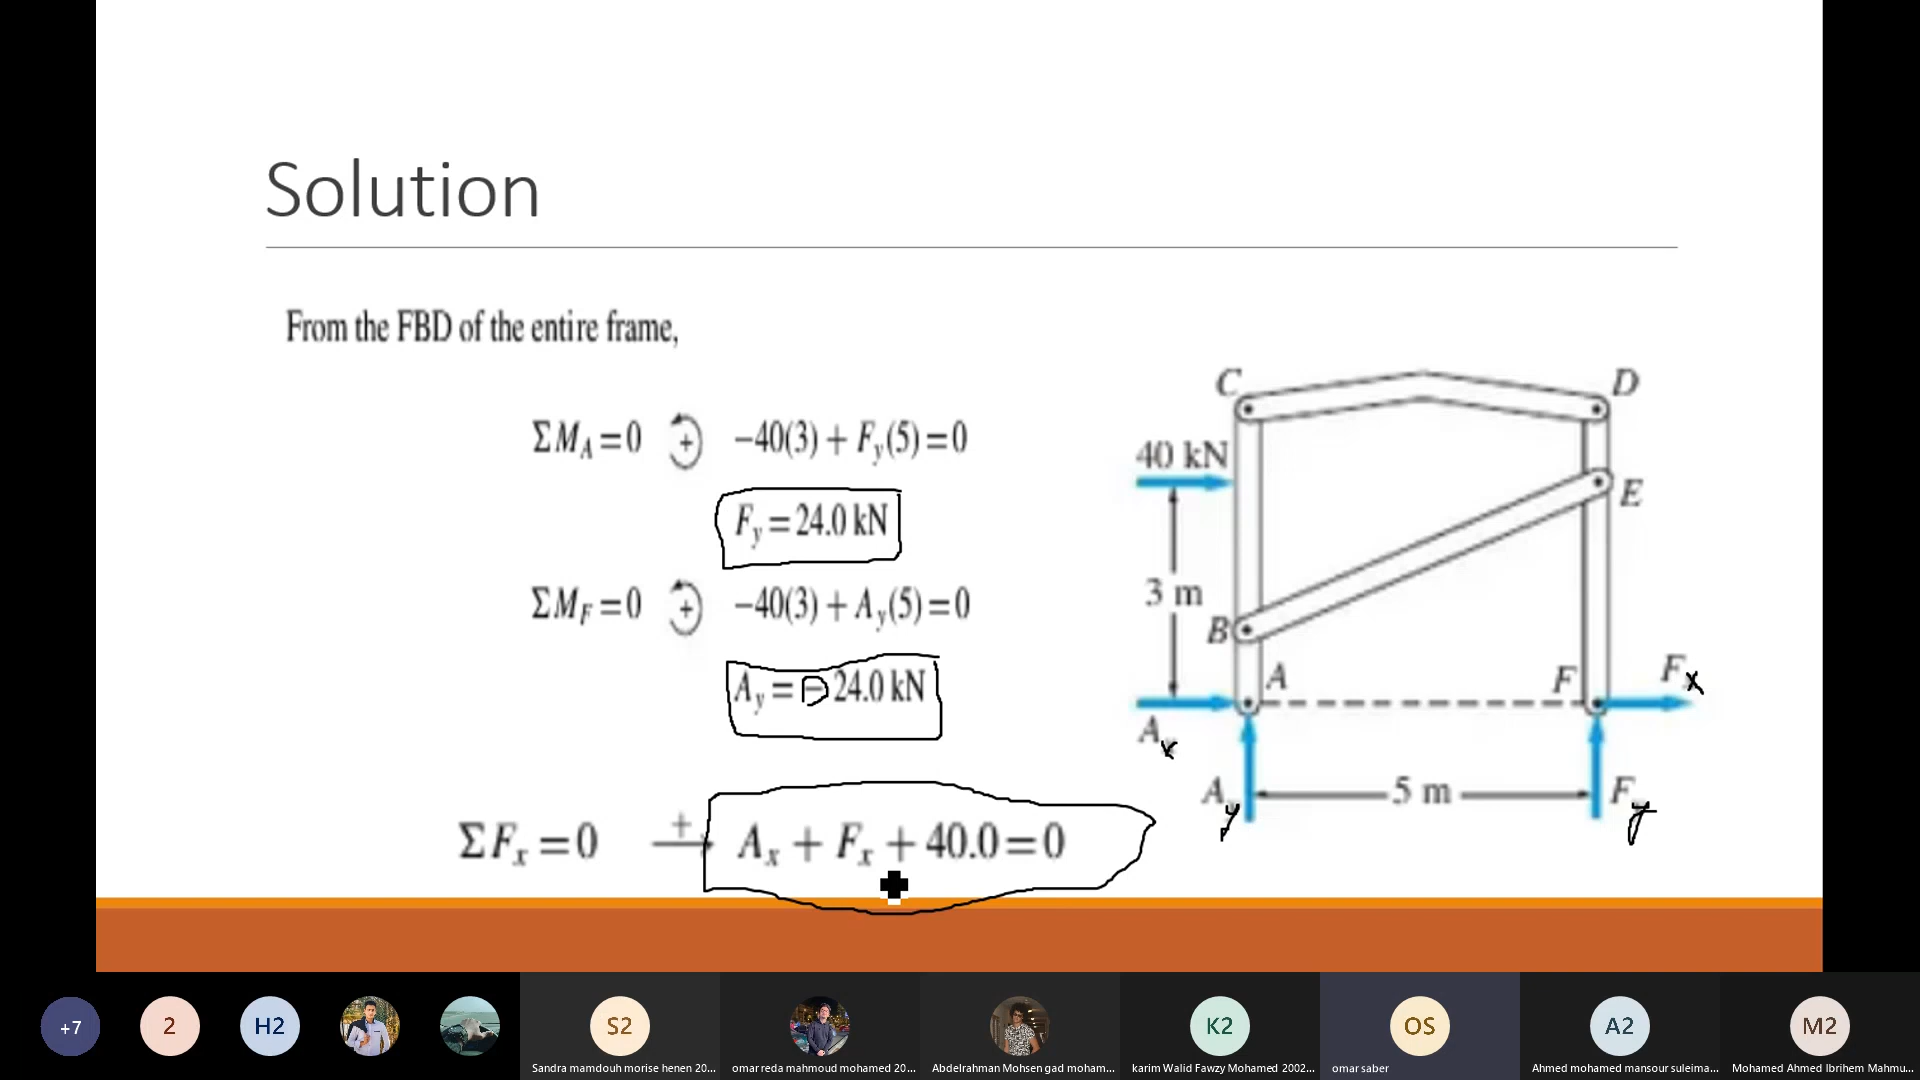 Solution
From the FBD of the entire frame,
ΣM_A = 0 + −40(3) + F_y(5) = 0
F_y = 24.0 kN
ΣM_F = 0 + −40(3) + A_y(5) = 0
A_y = −24.0 kN
ΣF_x = 0 + A_x + F_x + 40.0 = 0
C
D
40 kN
E
3 m
B
A
F
F_x
A_x
A_y
5 m
F_y
+7
2
H2
S2
K2
OS
A2
M2
Sandra mamdouh morise henen 20...
omar reda mahmoud mohamed 20...
Abdelrahman Mohsen gad moham...
karim Walid Fawzy Mohamed 2002...
omar saber
Ahmed mohamed mansour suleima...
Mohamed Ahmed Ibrihem Mahmu...